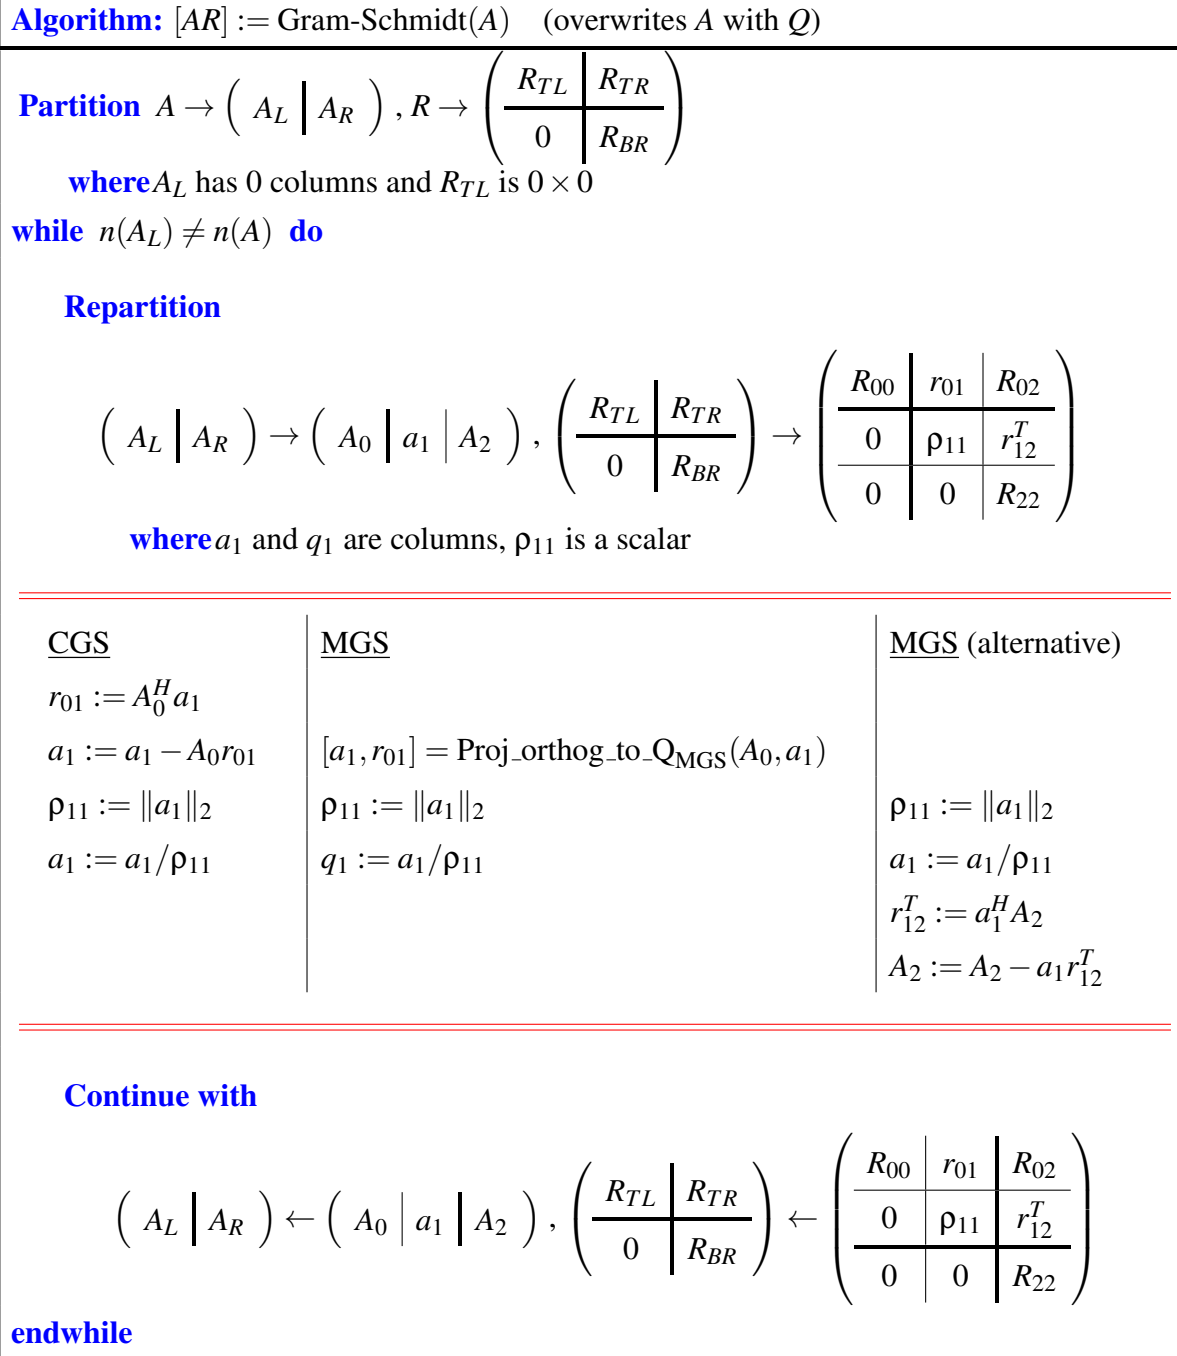 Algorithm: [AR] := Gram-Schmidt(A) (overwrites A with Q)
Partition A → ( A_L | A_R ) , R → ( R_TL | R_TR ; 0 | R_BR )
where A_L has 0 columns and R_TL is 0 × 0
while n(A_L) ≠ n(A) do
Repartition
( A_L | A_R ) → ( A_0 | a_1 | A_2 ) , ( R_TL | R_TR ; 0 | R_BR ) → ( R_00 | r_01 | R_02 ; 0 | ρ_11 | r_12^T ; 0 | 0 | R_22 )
where a_1 and q_1 are columns, ρ_11 is a scalar
CGS | MGS | MGS (alternative)
r_01 := A_0^H a_1
a_1 := a_1 − A_0 r_01 | [a_1, r_01] = Proj_orthog_to_Q_MGS(A_0, a_1)
ρ_11 := ‖a_1‖_2 | ρ_11 := ‖a_1‖_2 | ρ_11 := ‖a_1‖_2
a_1 := a_1/ρ_11 | q_1 := a_1/ρ_11 | a_1 := a_1/ρ_11
r_12^T := a_1^H A_2
A_2 := A_2 − a_1 r_12^T
Continue with
( A_L | A_R ) ← ( A_0 | a_1 | A_2 ) , ( R_TL | R_TR ; 0 | R_BR ) ← ( R_00 | r_01 | R_02 ; 0 | ρ_11 | r_12^T ; 0 | 0 | R_22 )
endwhile